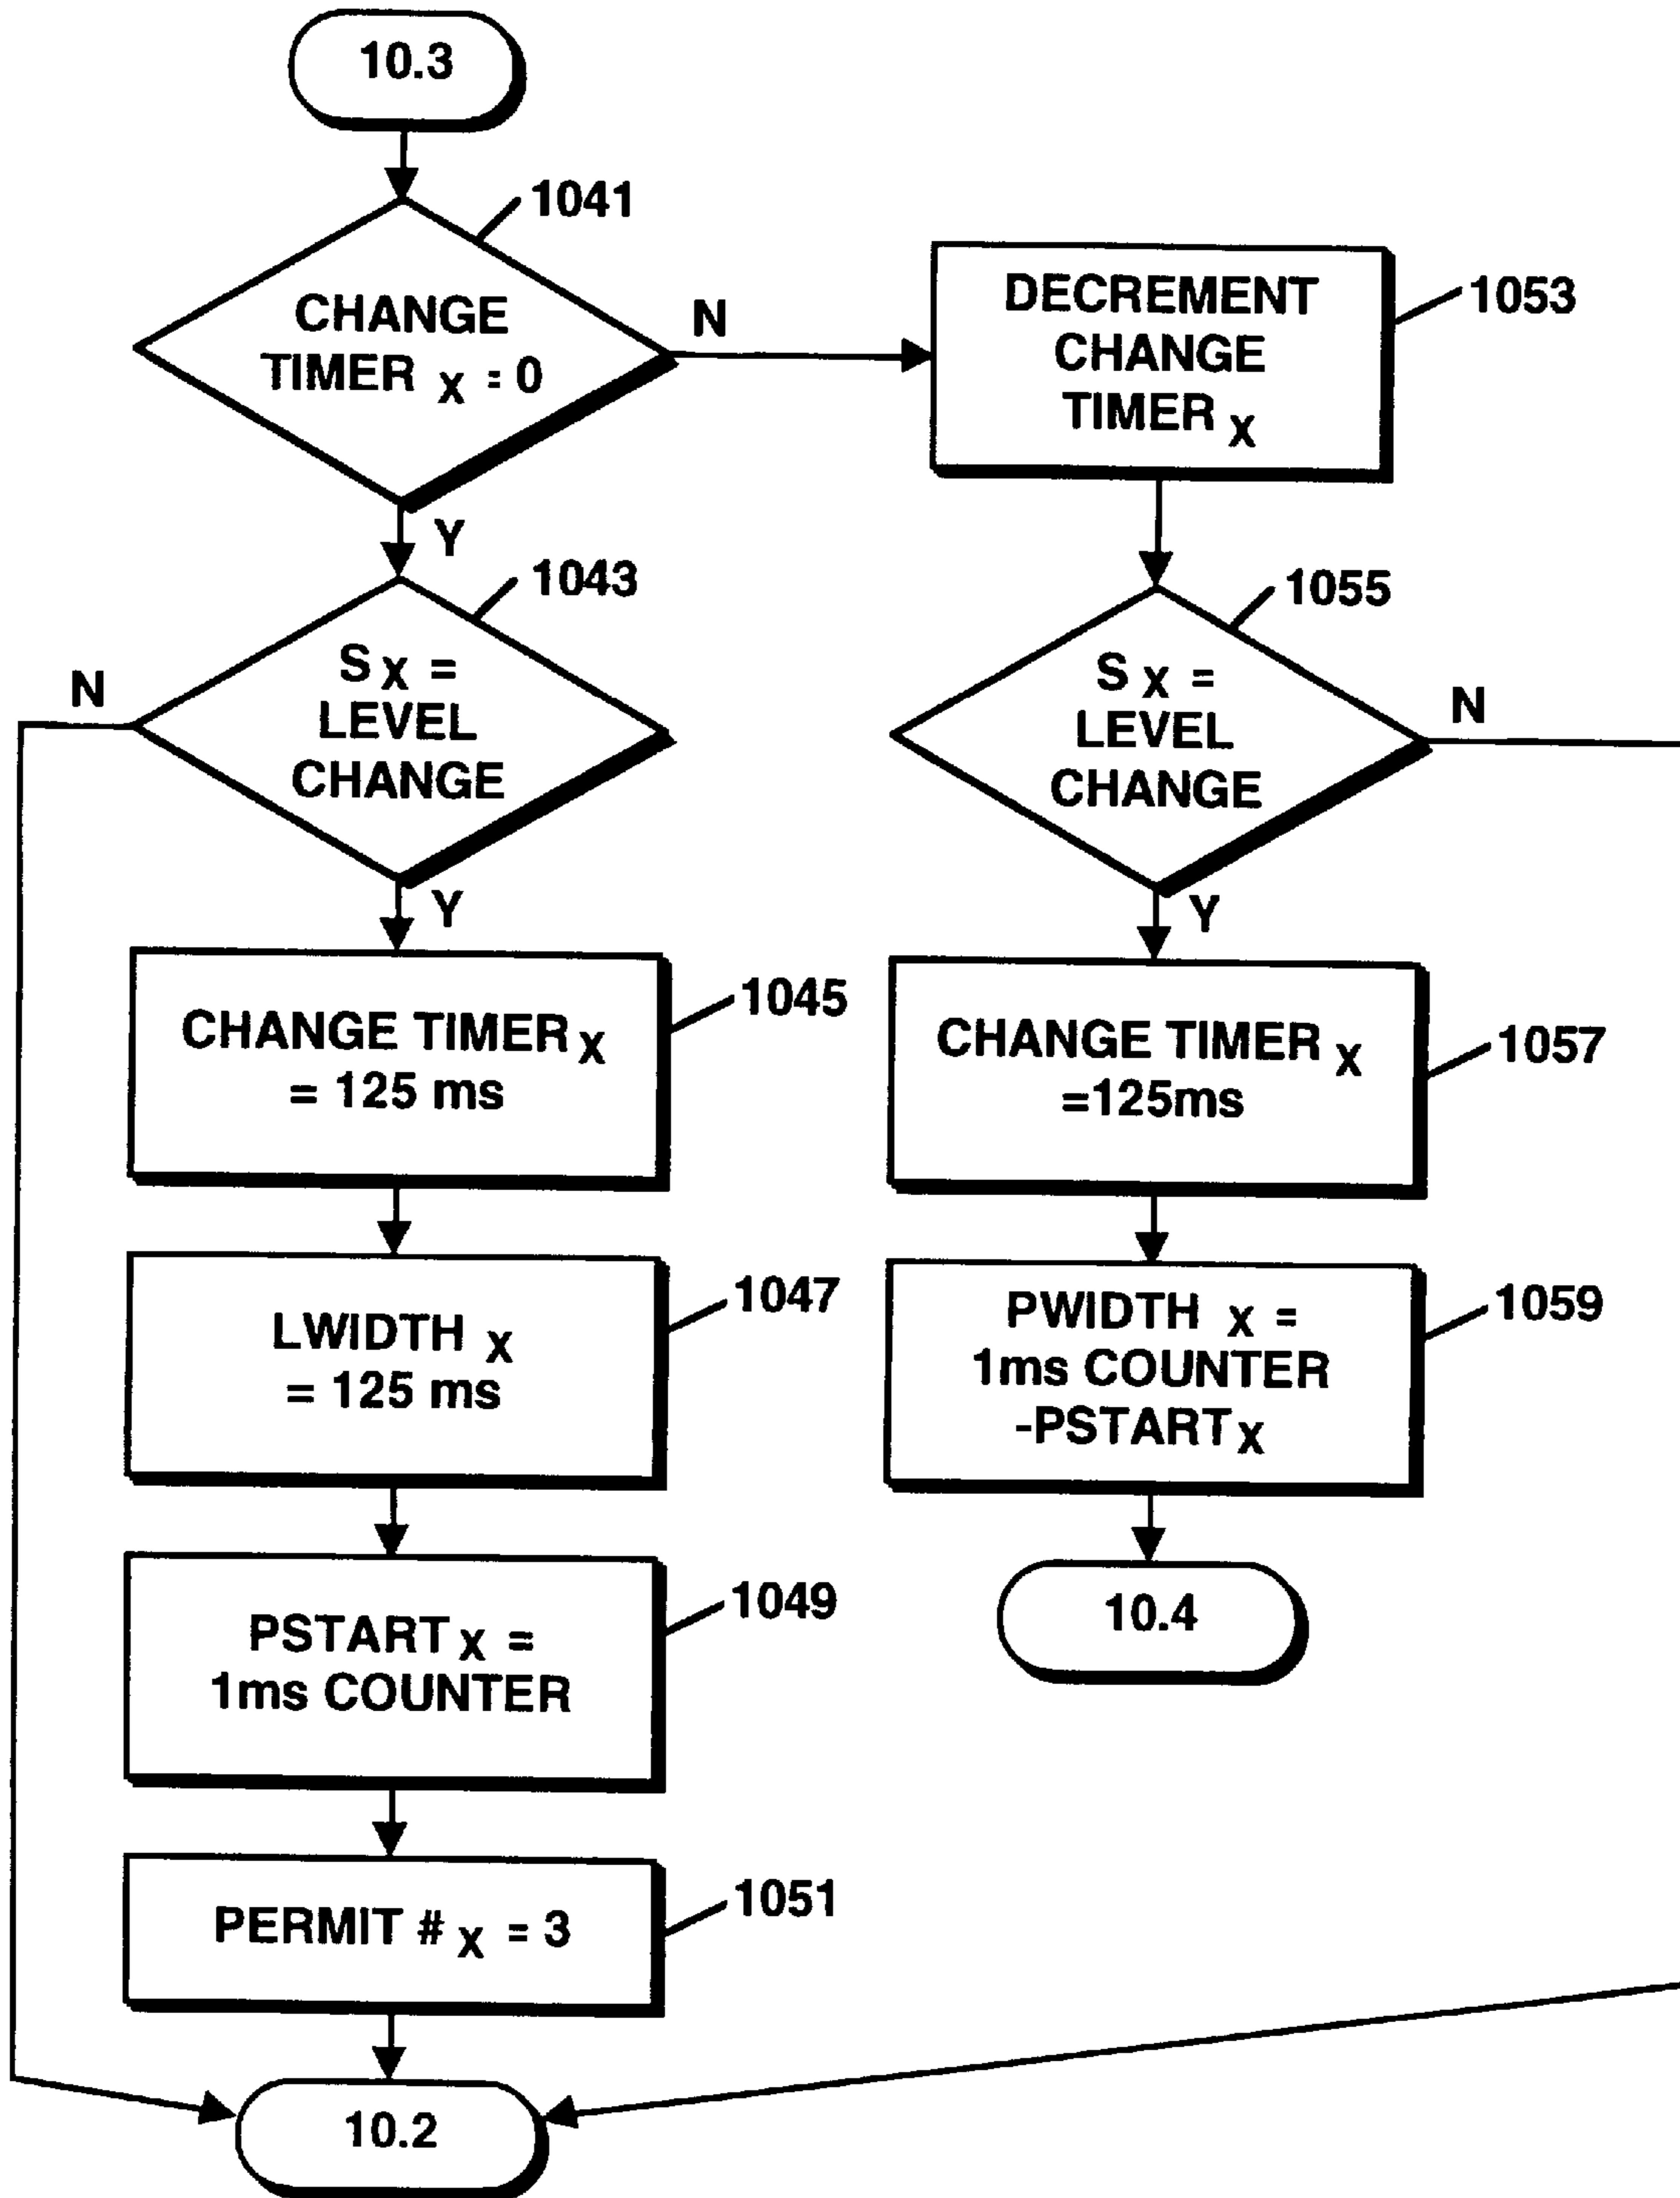 10.3
1041
CHANGE
TIMER X = 0
N
Y
DECREMENT
CHANGE
TIMER X
1053
1043
S X =
LEVEL
CHANGE
N
Y
1055
S X =
LEVEL
CHANGE
N
Y
CHANGE TIMER X
= 125 ms
1045
CHANGE TIMER X
=125ms
1057
LWIDTH X
= 125 ms
1047
PWIDTH X =
1ms COUNTER
-PSTART X
1059
PSTART X =
1ms COUNTER
1049
10.4
PERMIT # X = 3
1051
10.2